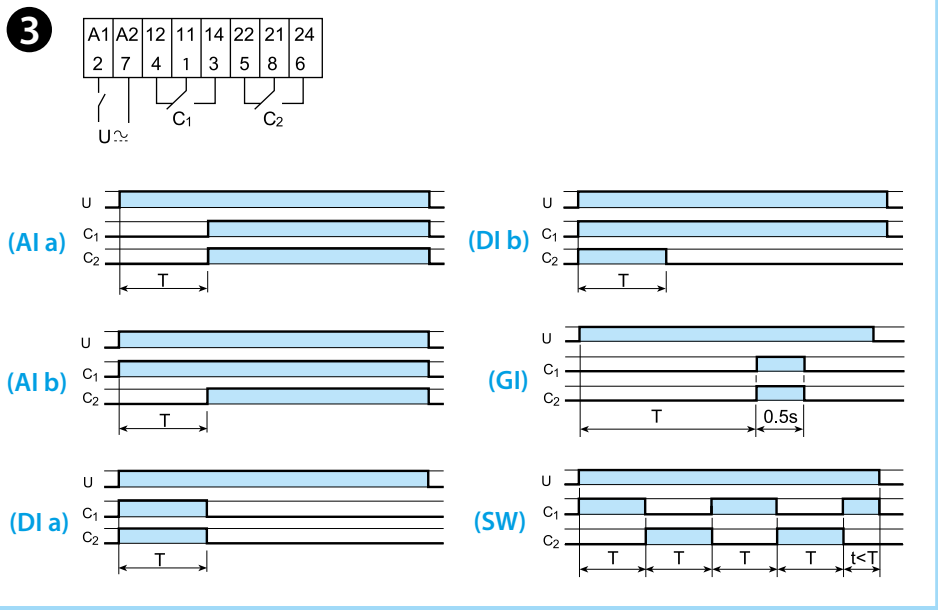 3
A1 A2 12 11 14 22 21 24
2 7 4 1 3 5 8 6
C1 C2
U
(AI a)
U
C1
C2
T
(DI b)
U
C1
C2
T
(AI b)
U
C1
C2
T
(GI)
U
C1
C2
T 0.5s
(DI a)
U
C1
C2
T
(SW)
U
C1
C2
T T T T t<T